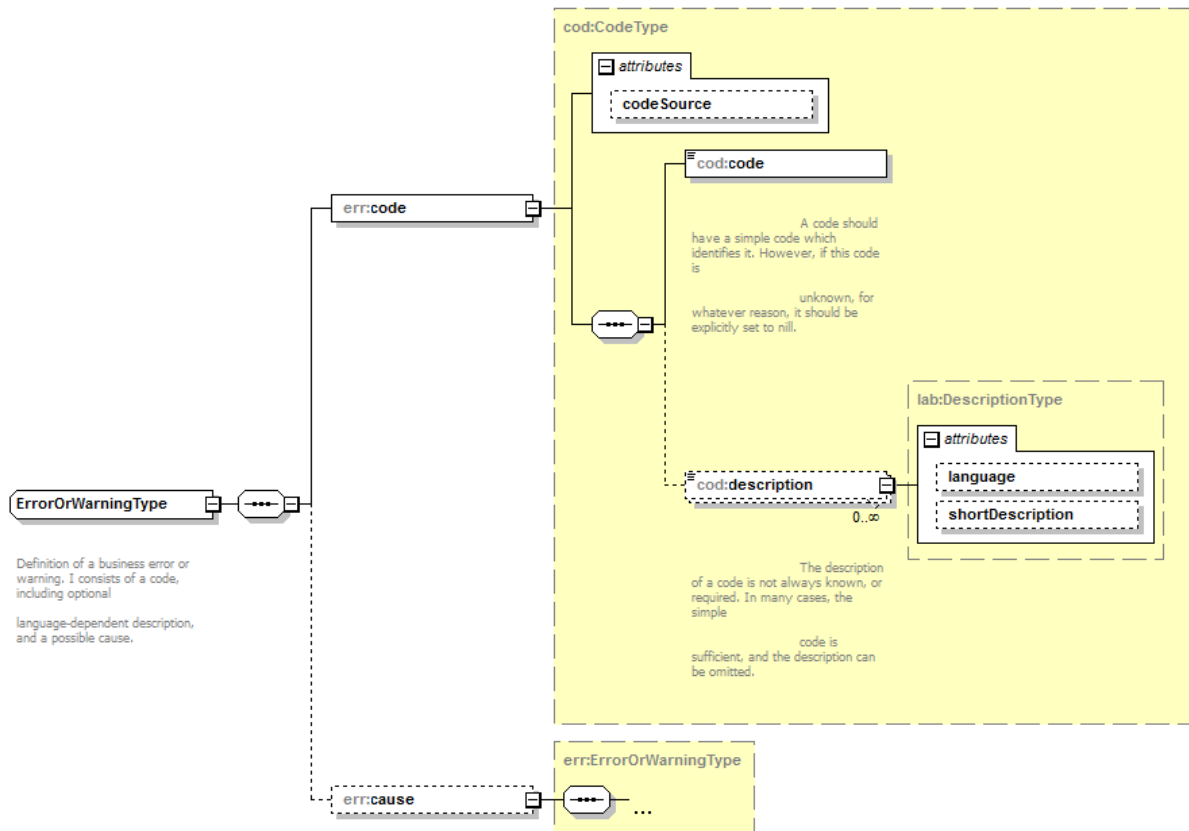 cod:CodeType
attributes
codeSource
cod:code
A code should
have a simple code which
identifies it. However, if this code
is
unknown, for
whatever reason, it should be
explicitly set to nill.
err:code
lab:DescriptionType
attributes
language
shortDescription
cod:description
0..∞
The description
of a code is not always known, or
required. In many cases, the
simple
code is
sufficient, and the description can
be omitted.
ErrorOrWarningType
Definition of a business error or
warning. I consists of a code,
including optional
language-dependent description,
and a possible cause.
err:ErrorOrWarningType
err:cause
...